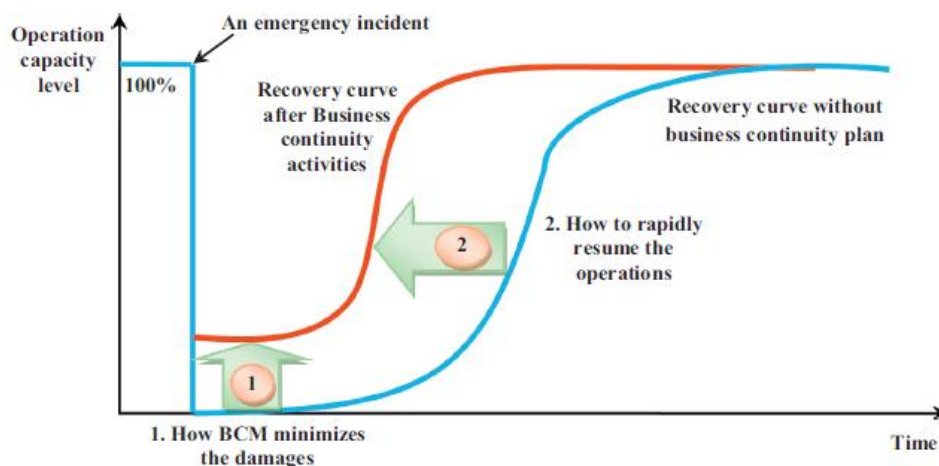 An emergency incident
Operation
capacity
level
100%
Recovery curve
after Business
continuity
activities
Recovery curve without
business continuity plan
2. How to rapidly
resume the
operations
2
1
1. How BCM minimizes
the damages
Time